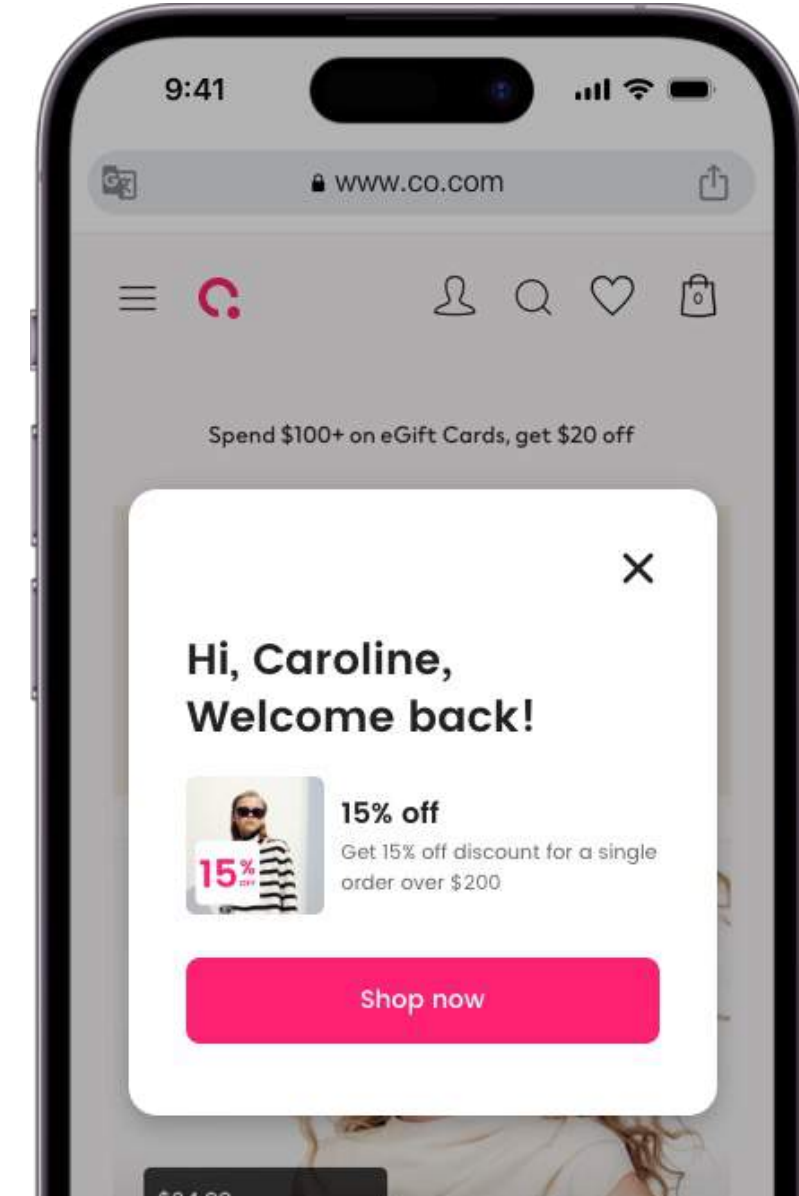 9:41
www.co.com
0
Spend $100+ on eGift Cards, get $20 off
Hi, Caroline,
Welcome back!
15% off
Get 15% off discount for a single
order over $200
15%
OFF
Shop now